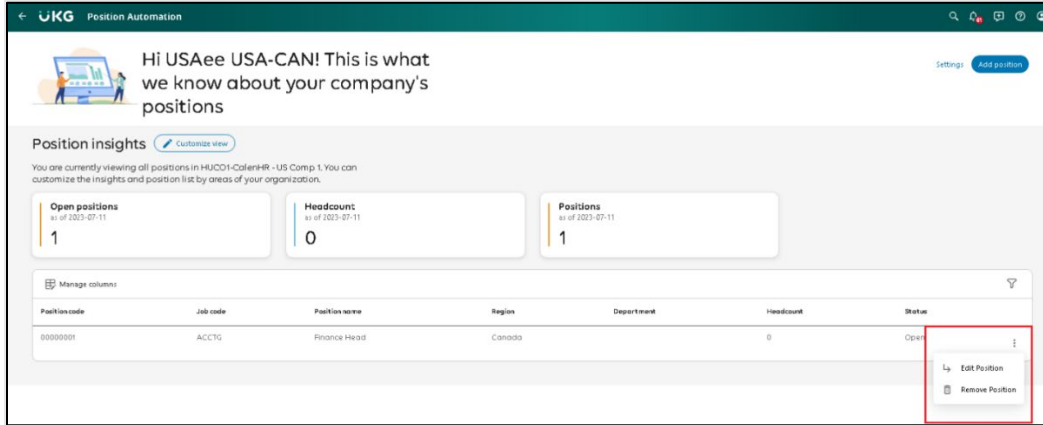 UKG Position Automation
Hi USAee USA-CAN! This is what
we know about your company's
positions
Settings Add position
Position insights Customize view
You are currently viewing all positions in HUCO1-CalenHR - US Comp 1. You can
customize the insights and position list by areas of your organization.
Open positions
as of 2023-07-11
1
Headcount
as of 2023-07-11
0
Positions
as of 2023-07-11
1
Manage columns
Position code Job code Position name Region Department Headcount Status
00000001 ACCTG Finance Head Canada 0 Open
Edit Position
Remove Position